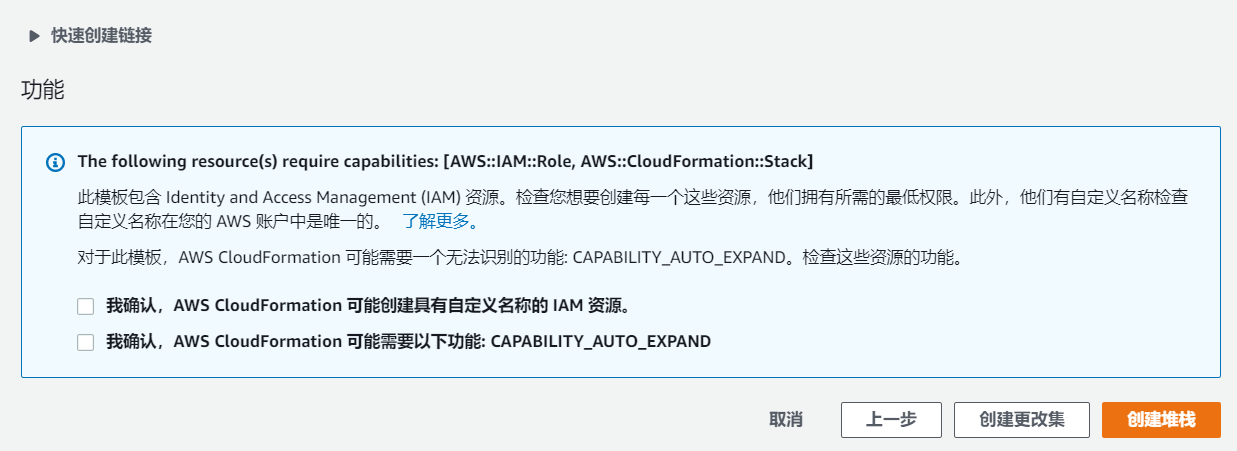 快速创建链接
功能
The following resource(s) require capabilities: [AWS::IAM::Role, AWS::CloudFormation::Stack]
此模板包含 Identity and Access Management (IAM) 资源。检查您想要创建每一个这些资源，他们拥有所需的最低权限。此外，他们有自定义名称检查
自定义名称在您的 AWS 账户中是唯一的。 了解更多。
对于此模板，AWS CloudFormation 可能需要一个无法识别的功能: CAPABILITY_AUTO_EXPAND。检查这些资源的功能。
我确认，AWS CloudFormation 可能创建具有自定义名称的 IAM 资源。
我确认，AWS CloudFormation 可能需要以下功能: CAPABILITY_AUTO_EXPAND
取消 上一步 创建更改集 创建堆栈